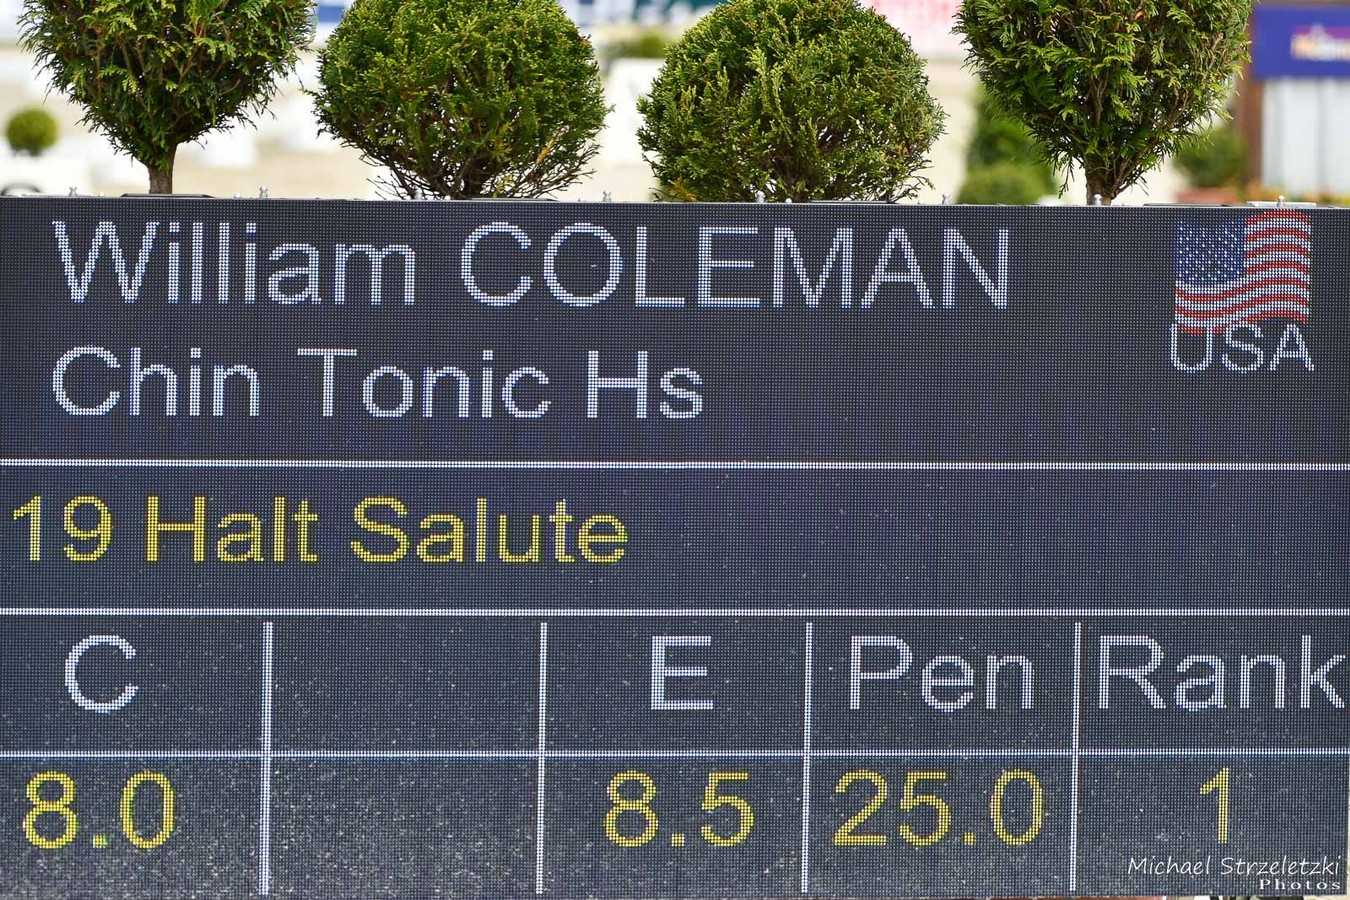 William COLEMAN
USA
Chin Tonic Hs
19 Halt Salute
C E Pen Rank
8.0 8.5 25.0 1
Michael Strzeletzki
Photos